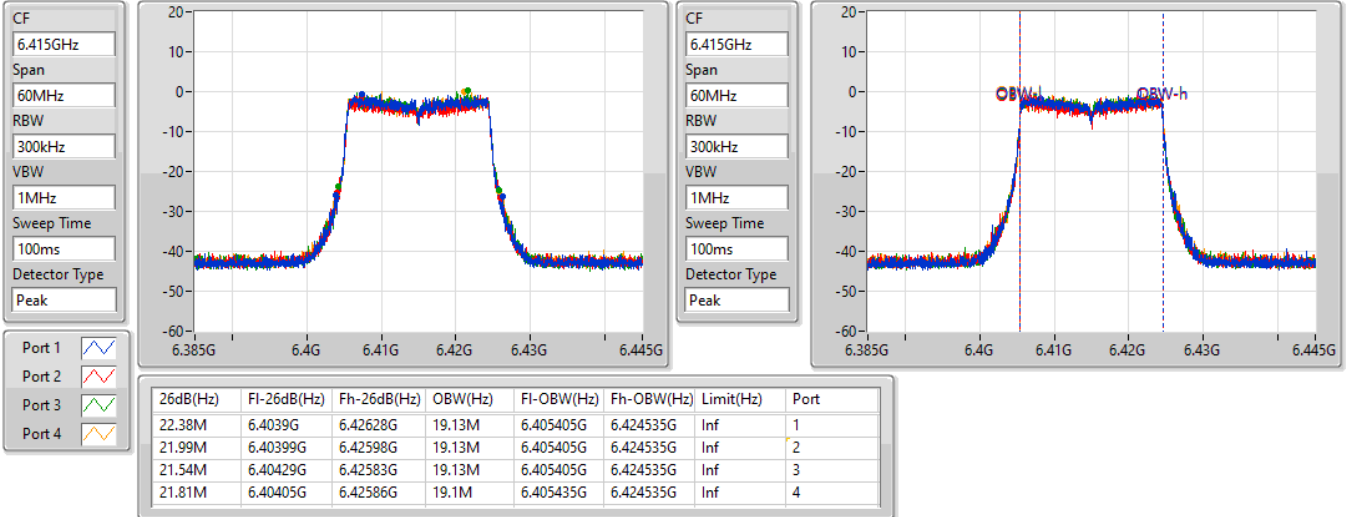 CF
6.415GHz
Span
60MHz
RBW
300kHz
VBW
1MHz
Sweep Time
100ms
Detector Type
Peak
20
10
0
-10
-20
-30
-40
-50
-60
6.385G 6.4G 6.41G 6.42G 6.43G 6.445G
CF
6.415GHz
Span
60MHz
RBW
300kHz
VBW
1MHz
Sweep Time
100ms
Detector Type
Peak
20
10
0
-10
-20
-30
-40
-50
-60
OBW-l OBW-h
6.385G 6.4G 6.41G 6.42G 6.43G 6.445G
Port 1
Port 2
Port 3
Port 4
26dB(Hz) Fl-26dB(Hz) Fh-26dB(Hz) OBW(Hz) Fl-OBW(Hz) Fh-OBW(Hz) Limit(Hz) Port
22.38M 6.4039G 6.42628G 19.13M 6.405405G 6.424535G Inf 1
21.99M 6.40399G 6.42598G 19.13M 6.405405G 6.424535G Inf 2
21.54M 6.40429G 6.42583G 19.13M 6.405405G 6.424535G Inf 3
21.81M 6.40405G 6.42586G 19.1M 6.405435G 6.424535G Inf 4